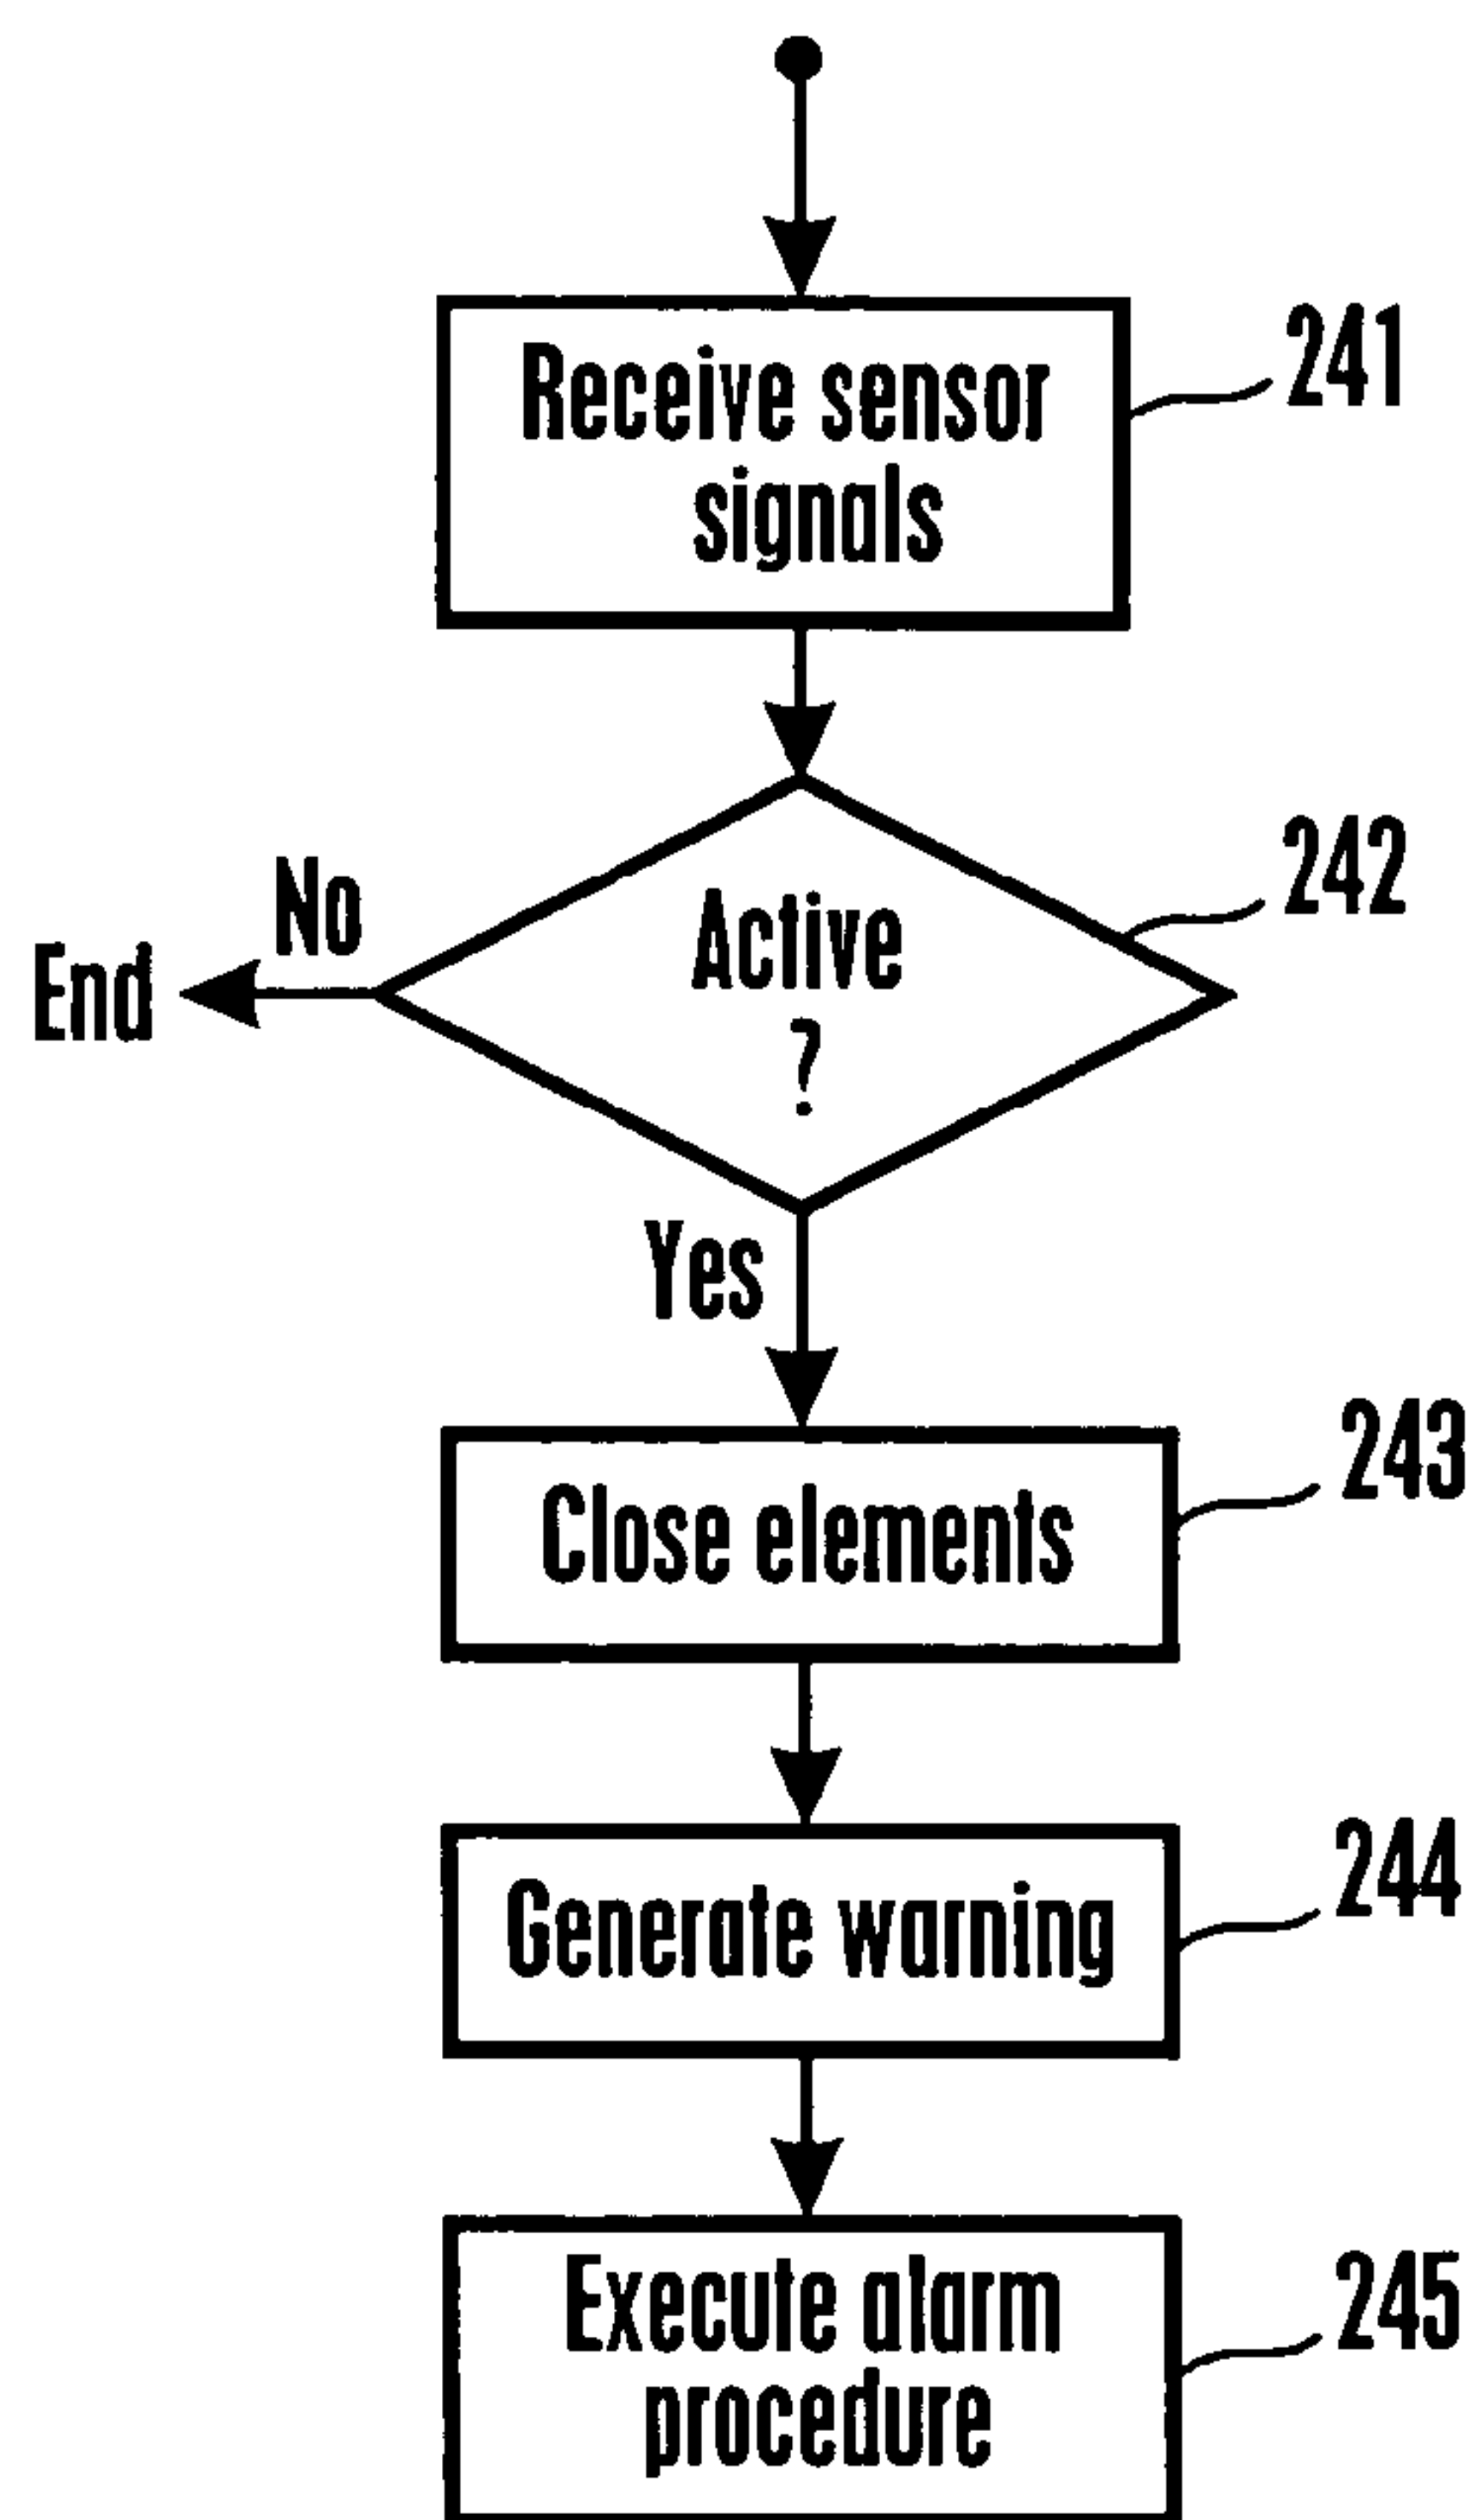 Receive sensor
signals
241
Active
?
242
No
End
Yes
Close elements
243
Generate warning
244
Execute alarm
procedure
245